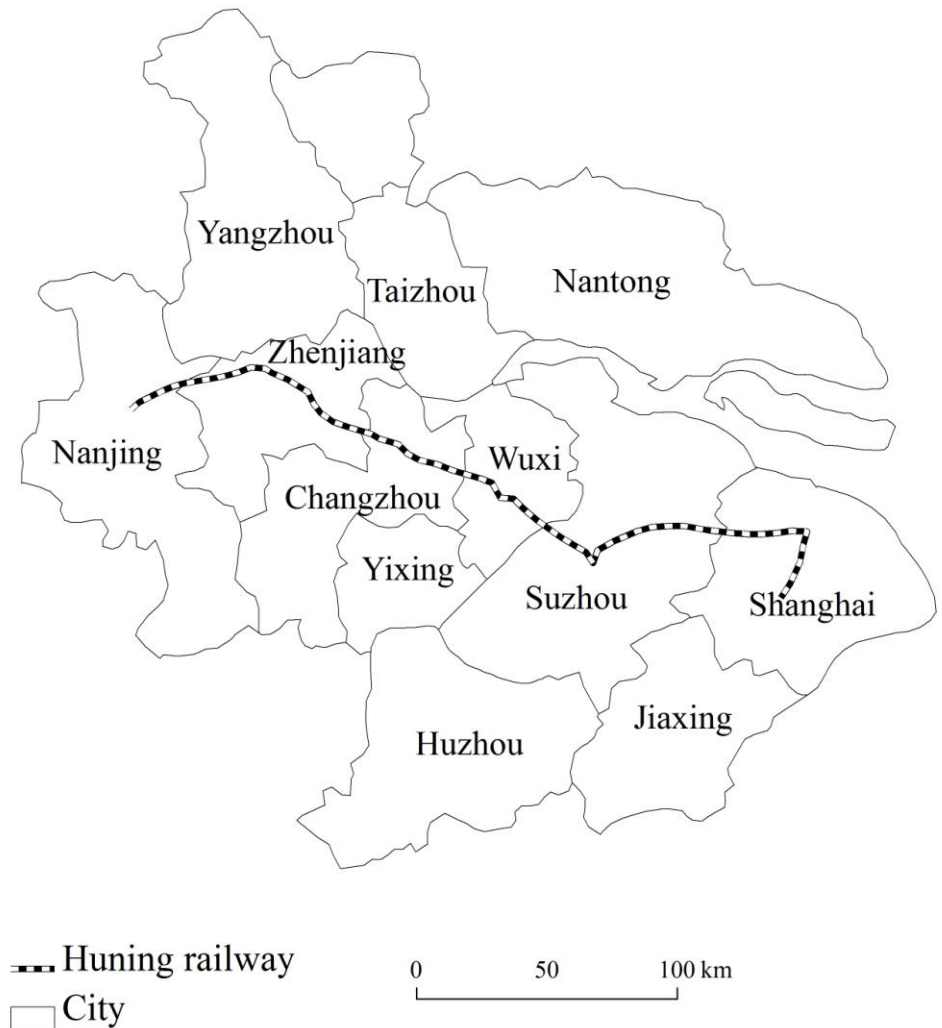 Yangzhou
Taizhou
Nantong
Zhenjiang
Nanjing
Wuxi
Changzhou
Yixing
Suzhou
Shanghai
Jiaxing
Huzhou
Huning railway
City
0 50 100 km